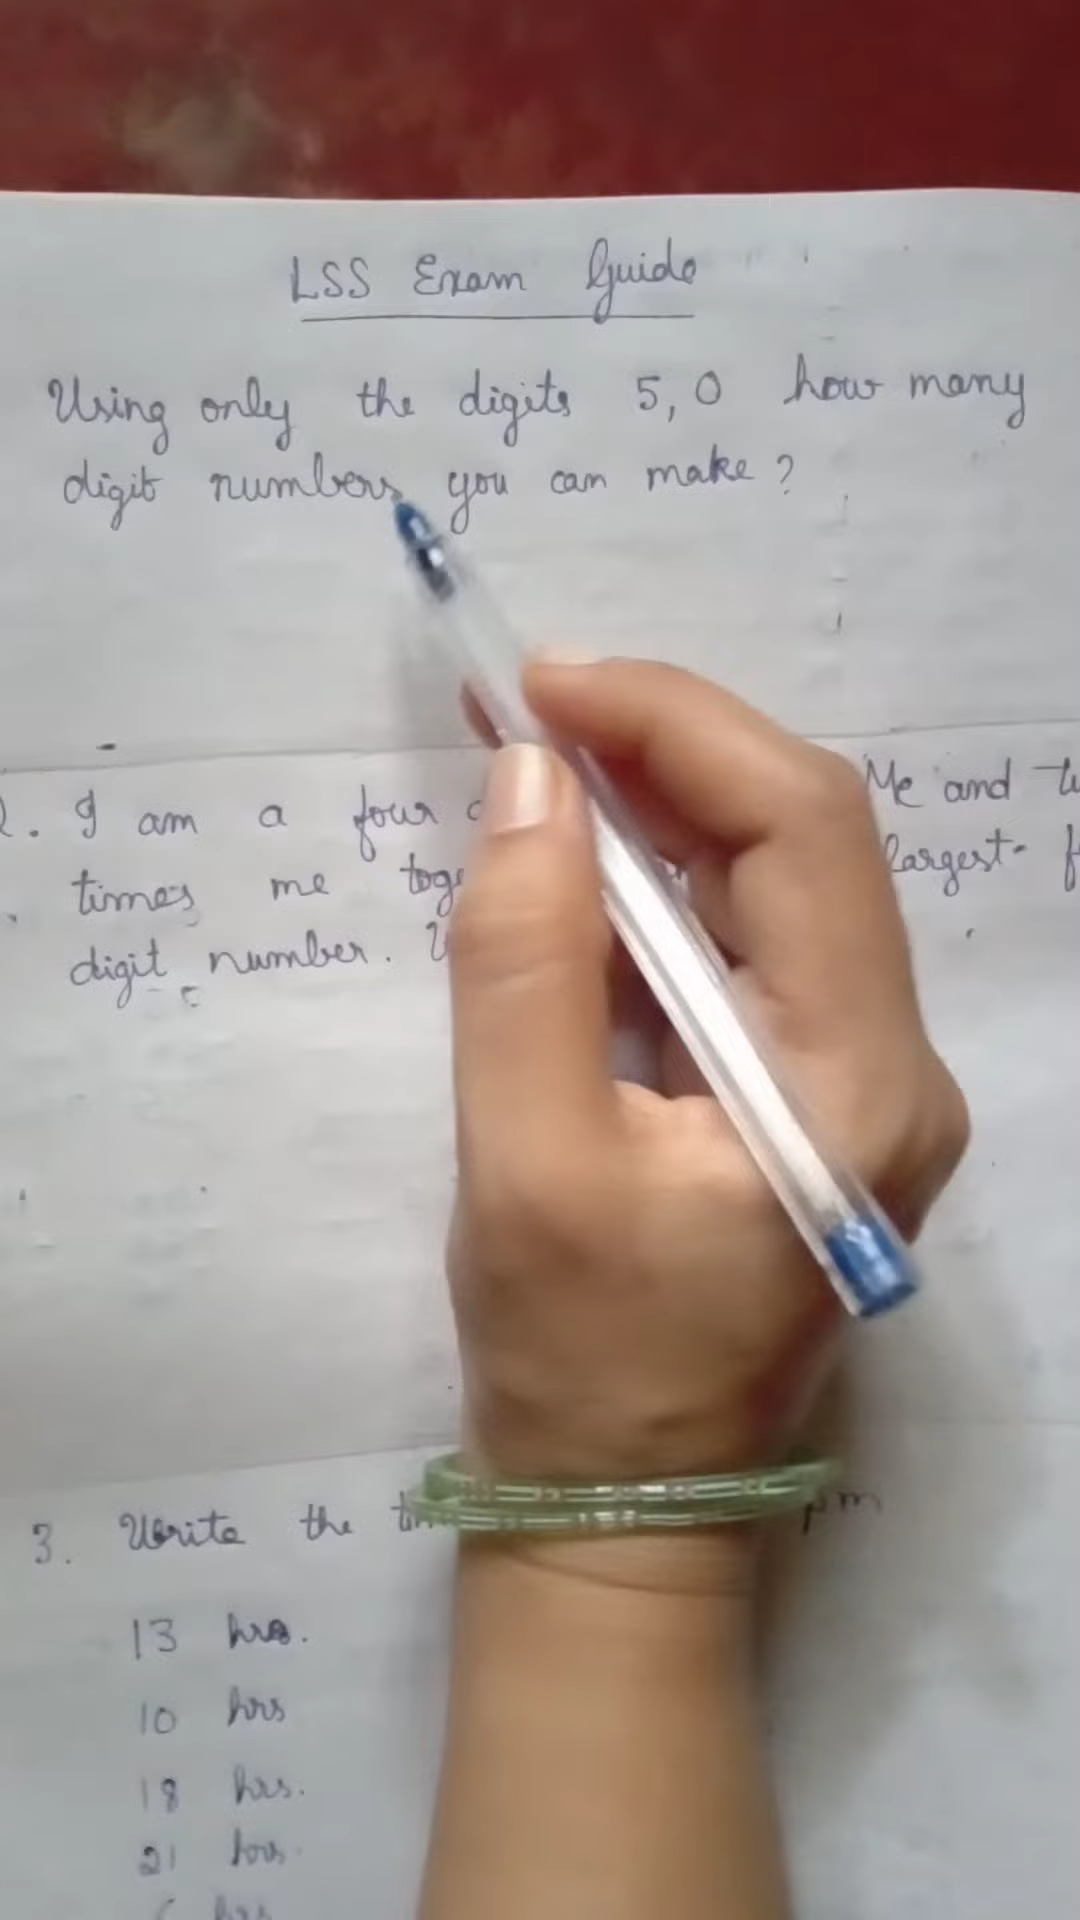 LSS Exam Guide
Using only the digits 5, 0 how many
digit numbers you can make?
2. I am a four Me and
times me largest
digit number.
3. Write the pm
13 hrs.
10 hrs
18 hrs.
21 hrs.
hrs